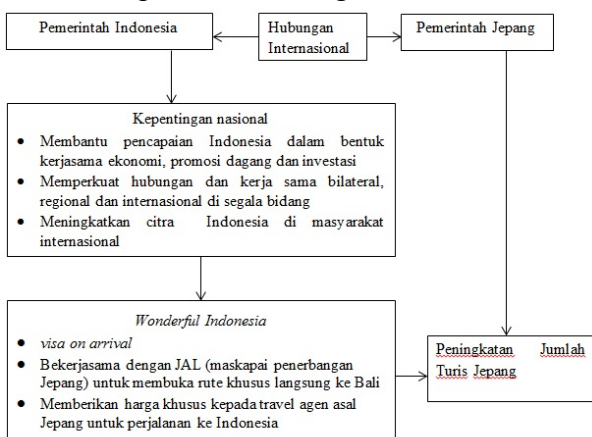 Pemerintah Indonesia
Hubungan
Internasional
Pemerintah Jepang
Kepentingan nasional
• Membantu pencapaian Indonesia dalam bentuk
kerjasama ekonomi, promosi dagang dan investasi
• Memperkuat hubungan dan kerja sama bilateral,
regional dan internasional di segala bidang
• Meningkatkan citra Indonesia di masyarakat
internasional
Wonderful Indonesia
• visa on arrival
• Bekerjasama dengan JAL (maskapai penerbangan
Jepang) untuk membuka rute khusus langsung ke Bali
• Memberikan harga khusus kepada travel agen asal
Jepang untuk perjalanan ke Indonesia
Peningkatan Jumlah
Turis Jepang